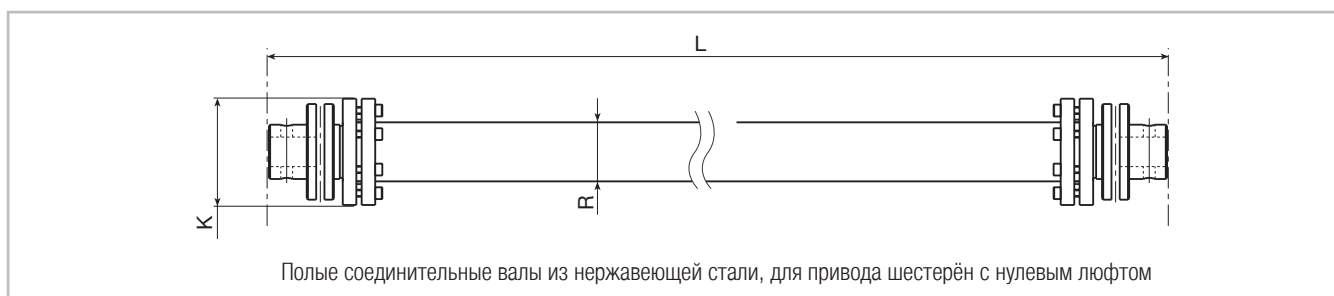 L
K
R
Полые соединительные валы из нержавеющей стали, для привода шестерён с нулевым люфтом